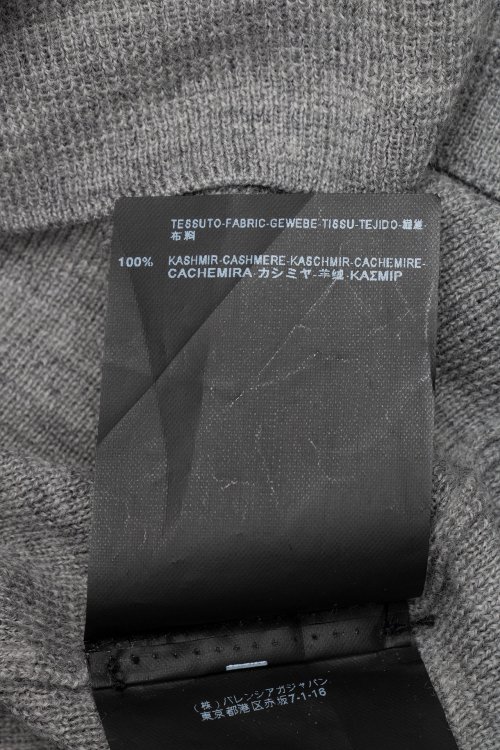 TESSUTO-FABRIC-GEWEBE-TISSU-TEJIDO-繊維-
布料
100% KASHMIR-CASHMERE-KASCHMIR-CACHEMIRE-
CACHEMIRA-カシミヤ-羊绒-ΚΑΣΜΙΡ
(株)バレンシアガジャパン
東京都港区赤坂7-1-16